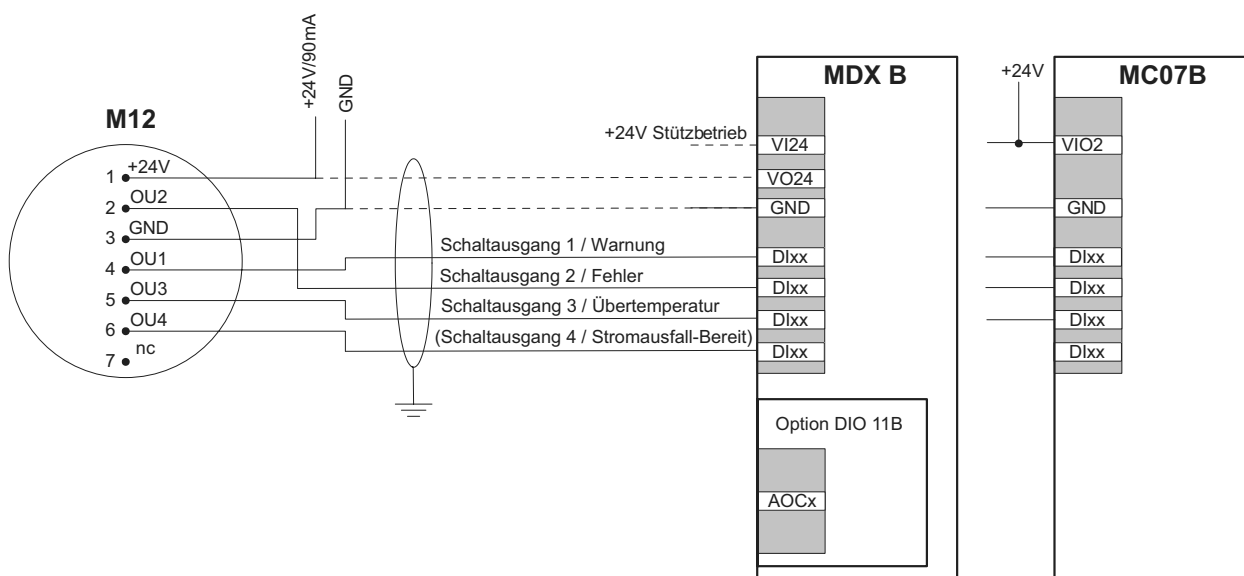 M12
1
+24V
2
OU2
3
GND
4
OU1
5
OU3
6
OU4
7
nc
+24V/90mA
GND
+24V Stützbetrieb
Schaltausgang 1 / Warnung
Schaltausgang 2 / Fehler
Schaltausgang 3 / Übertemperatur
(Schaltausgang 4 / Stromausfall-Bereit)
MDX B
VI24
VO24
GND
DIxx
DIxx
DIxx
DIxx
Option DIO 11B
AOCx
+24V
MC07B
VIO2
GND
DIxx
DIxx
DIxx